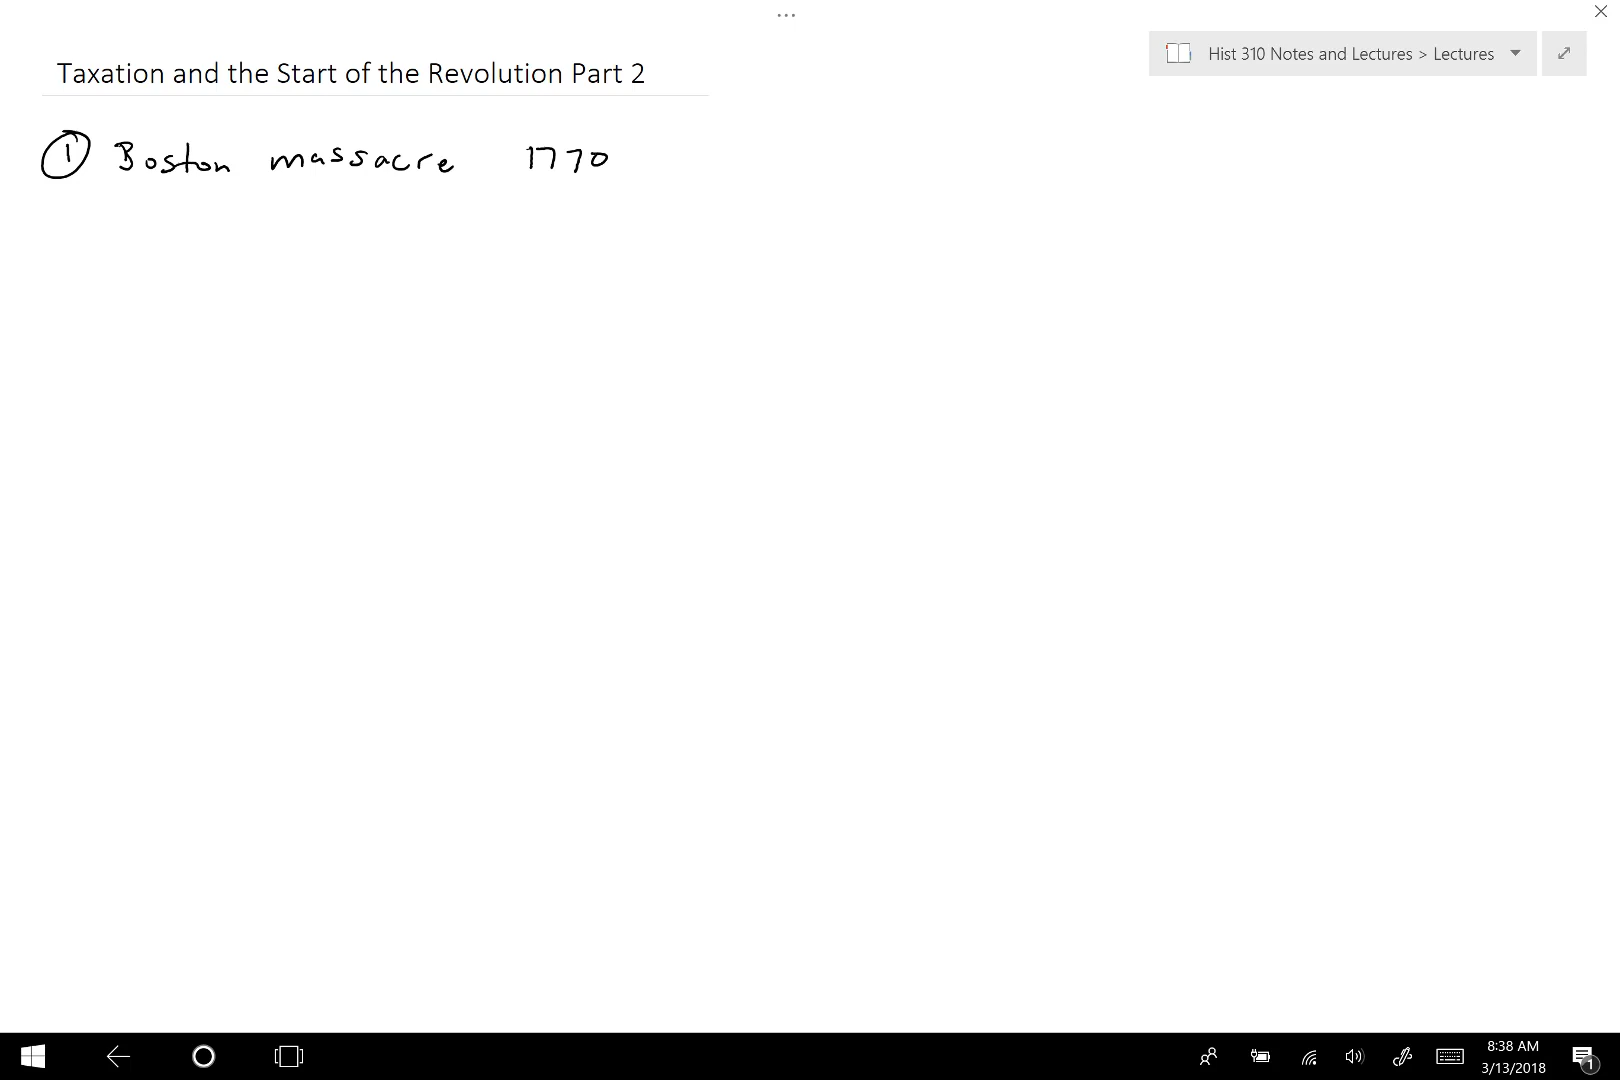 ...
Hist 310 Notes and Lectures > Lectures
Taxation and the Start of the Revolution Part 2
① Boston massacre 1770
8:38 AM
3/13/2018
1